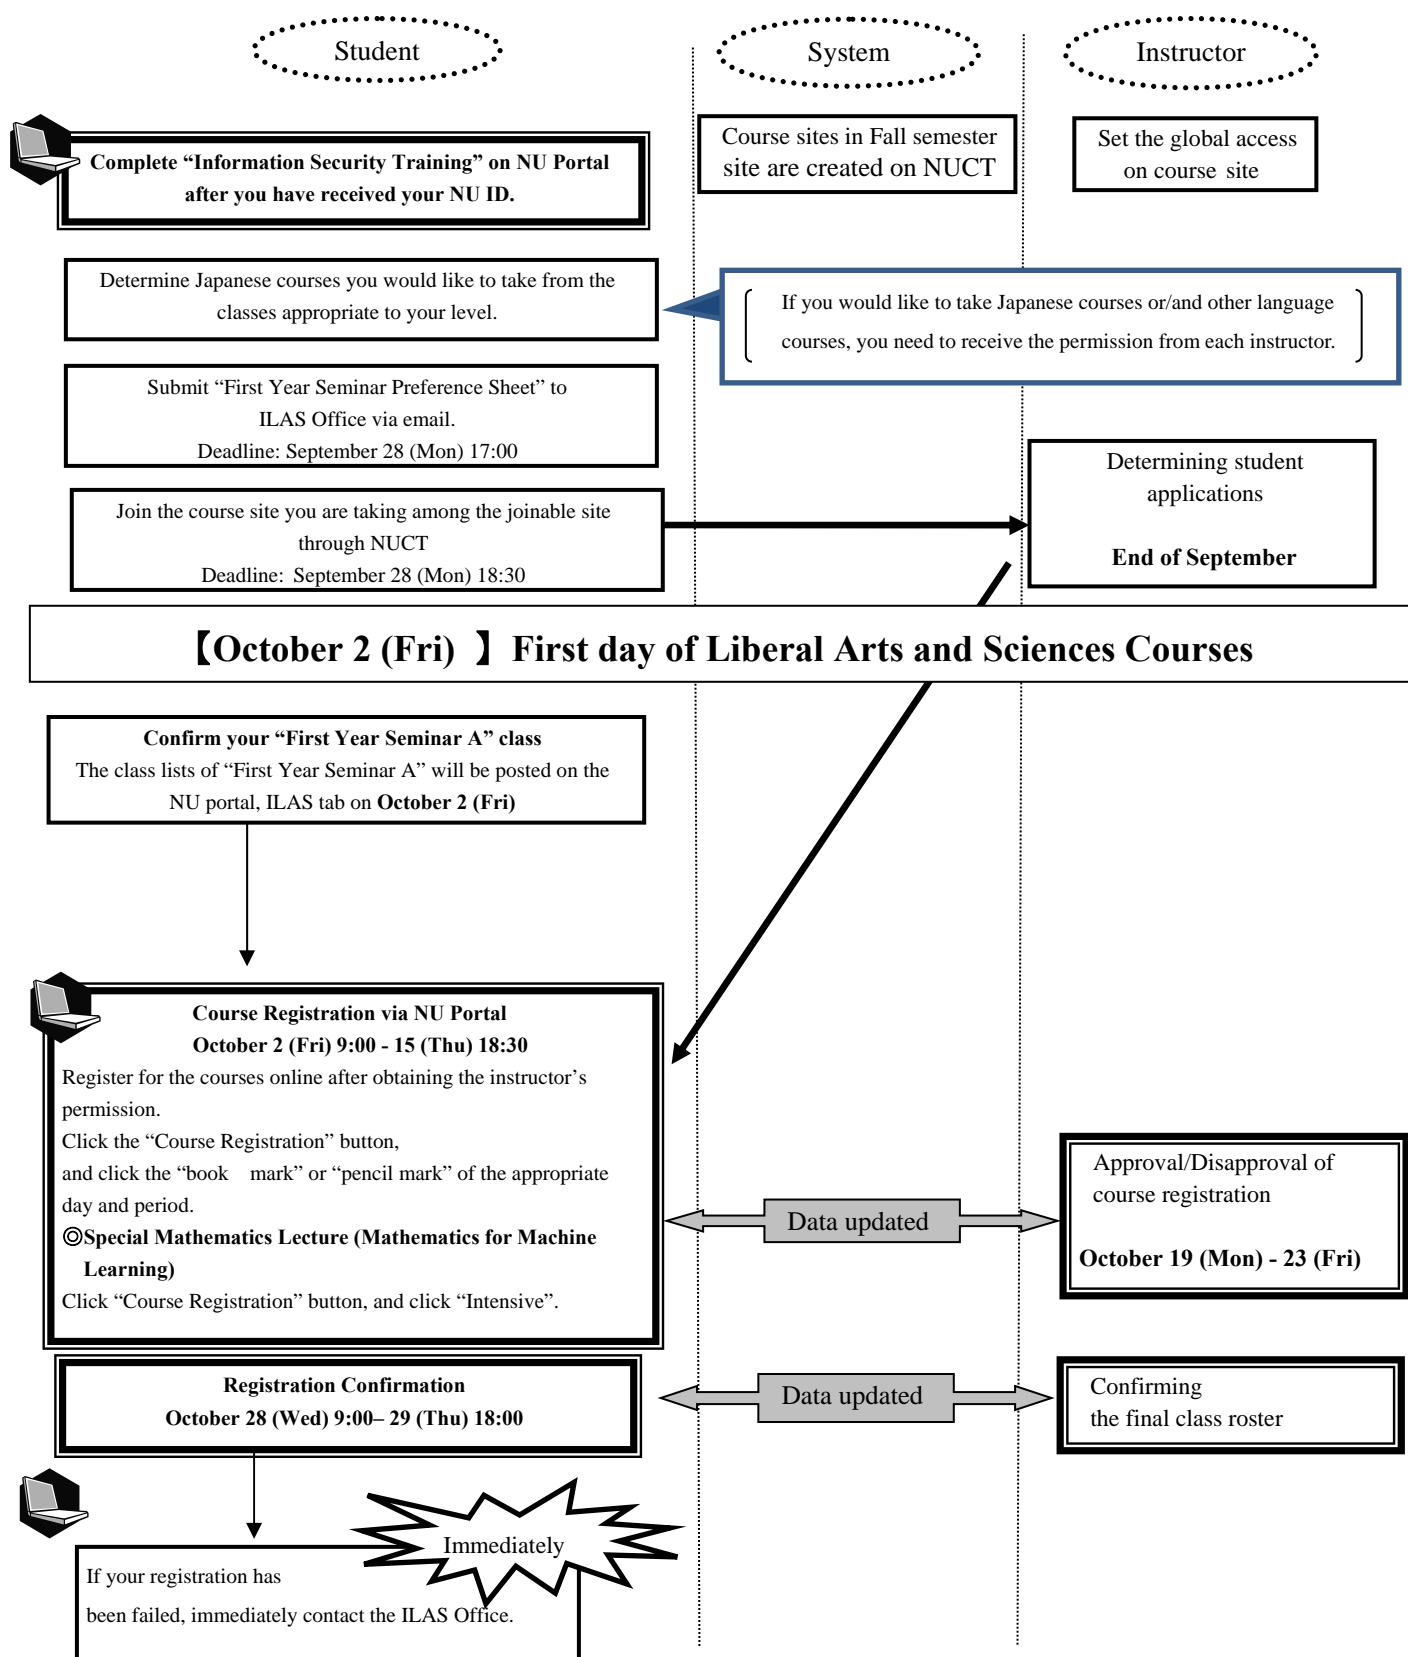 Student
System
Instructor
Complete “Information Security Training” on NU Portal
after you have received your NU ID.
Course sites in Fall semester
site are created on NUCT
Set the global access
on course site
Determine Japanese courses you would like to take from the
classes appropriate to your level.
If you would like to take Japanese courses or/and other language
courses, you need to receive the permission from each instructor.
Submit “First Year Seminar Preference Sheet” to
ILAS Office via email.
Deadline: September 28 (Mon) 17:00
Join the course site you are taking among the joinable site
through NUCT
Deadline: September 28 (Mon) 18:30
Determining student
applications
End of September
【October 2 (Fri) 】First day of Liberal Arts and Sciences Courses
Confirm your “First Year Seminar A” class
The class lists of “First Year Seminar A” will be posted on the
NU portal, ILAS tab on October 2 (Fri)
Course Registration via NU Portal
October 2 (Fri) 9:00 - 15 (Thu) 18:30
Register for the courses online after obtaining the instructor’s
permission.
Click the “Course Registration” button,
and click the “book mark” or “pencil mark” of the appropriate
day and period.
◎Special Mathematics Lecture (Mathematics for Machine
Learning)
Click “Course Registration” button, and click “Intensive”.
Data updated
Approval/Disapproval of
course registration
October 19 (Mon) - 23 (Fri)
Registration Confirmation
October 28 (Wed) 9:00– 29 (Thu) 18:00
Data updated
Confirming
the final class roster
Immediately
If your registration has
been failed, immediately contact the ILAS Office.